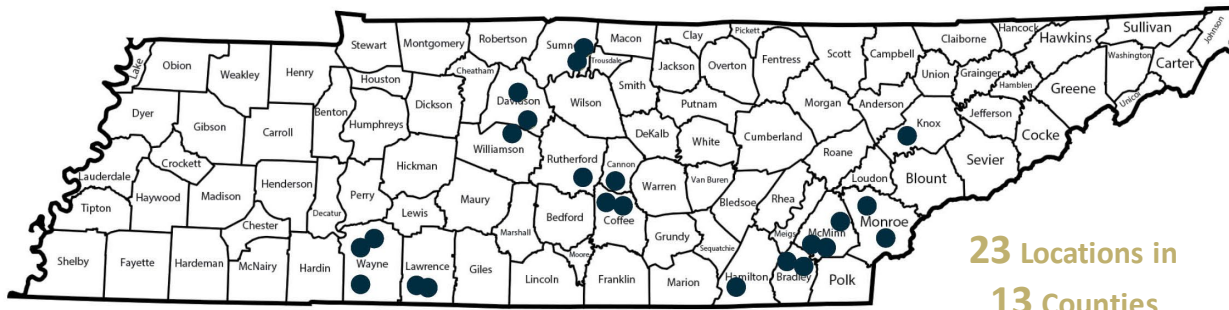 Stewart
Montgomery
Robertson
Sumne
Macon
Clay
Pickett
Scott
Campbell
Claiborne
Hancock
Hawkins
Sullivan
Johnson
Lake
Obion
Weakley
Henry
Houston
Cheatham
Trousdale
Jackson
Overton
Fentress
Union
Grainger
Hamblen
Washington
Carter
Greene
Unicoi
Dyer
Gibson
Carroll
Benton
Humphreys
Dickson
Davidson
Wilson
Smith
Putnam
Morgan
Anderson
Knox
Jefferson
Cocke
Crockett
Lauderdale
Haywood
Madison
Henderson
Decatur
Perry
Hickman
Williamson
Rutherford
Cannon
DeKalb
White
Cumberland
Roane
Loudon
Blount
Sevier
Tipton
Chester
Lewis
Maury
Bedford
Coffee
Warren
Van Buren
Bledsoe
Rhea
Meigs
McMinn
Monroe
Shelby
Fayette
Hardeman
McNairy
Hardin
Wayne
Lawrence
Giles
Marshall
Moore
Lincoln
Franklin
Grundy
Sequatchie
Marion
Hamilton
Bradley
Polk
23 Locations in
13 Counties